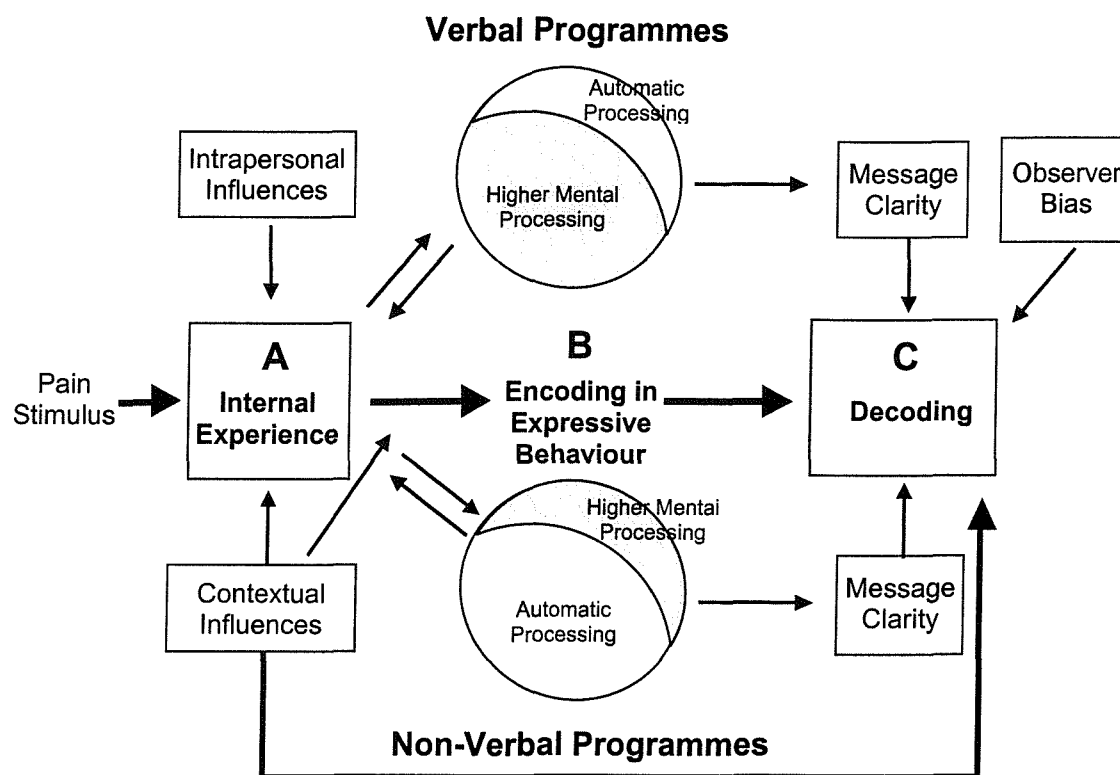 Verbal Programmes
Automatic
Processing
Higher Mental
Processing
Intrapersonal
Influences
Message
Clarity
Observer
Bias
Pain
Stimulus
A
Internal
Experience
B
Encoding in
Expressive
Behaviour
C
Decoding
Higher Mental
Processing
Automatic
Processing
Contextual
Influences
Message
Clarity
Non-Verbal Programmes